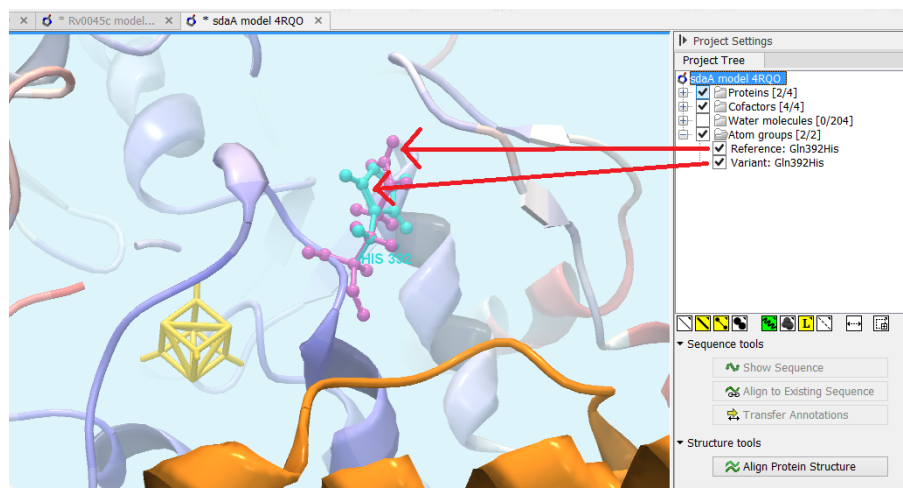 * Rv0045c model...
* sdaA model 4RQO
Project Settings
Project Tree
sdaA model 4RQO
Proteins [2/4]
Cofactors [4/4]
Water molecules [0/204]
Atom groups [2/2]
Reference: Gln392His
Variant: Gln392His
HIS 392
L
Sequence tools
Show Sequence
Align to Existing Sequence
Transfer Annotations
Structure tools
Align Protein Structure